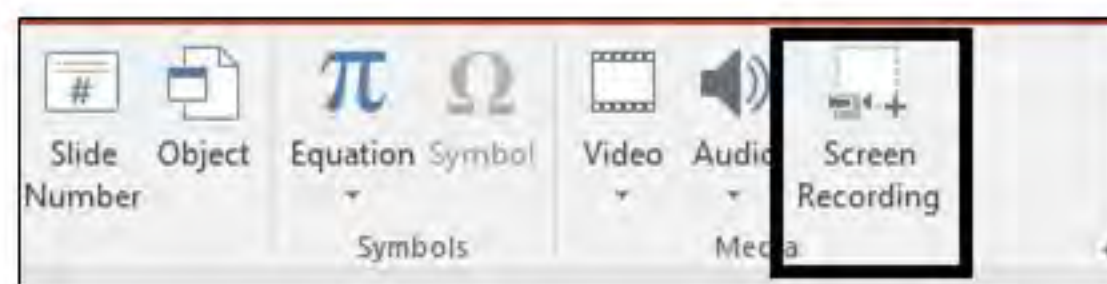 #
Slide Number
Object
π
Equation
Ω
Symbol
Video
Audio
Screen Recording
Symbols
Media